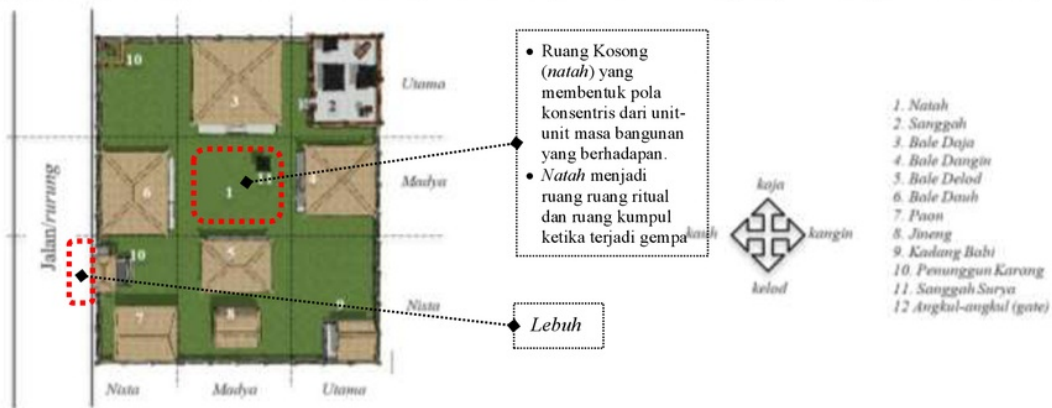 10
3
2
Utama
6
1
11
4
Madya
Jalan/rurung
10
5
9
Nista
7
8
Nista
Madya
Utama
• Ruang Kosong
(natah) yang
membentuk pola
konsentris dari unit-
unit masa bangunan
yang berhadapan.
• Natah menjadi
ruang ruang ritual
dan ruang kumpul
ketika terjadi gempa
Lebuh
kaja
kauh
kangin
kelod
1. Natah
2. Sanggah
3. Bale Daja
4. Bale Dangin
5. Bale Delod
6. Bale Dauh
7. Paon
8. Jineng
9. Kadang Babi
10. Penunggun Karang
11. Sanggah Surya
12 Angkul-angkul (gate)